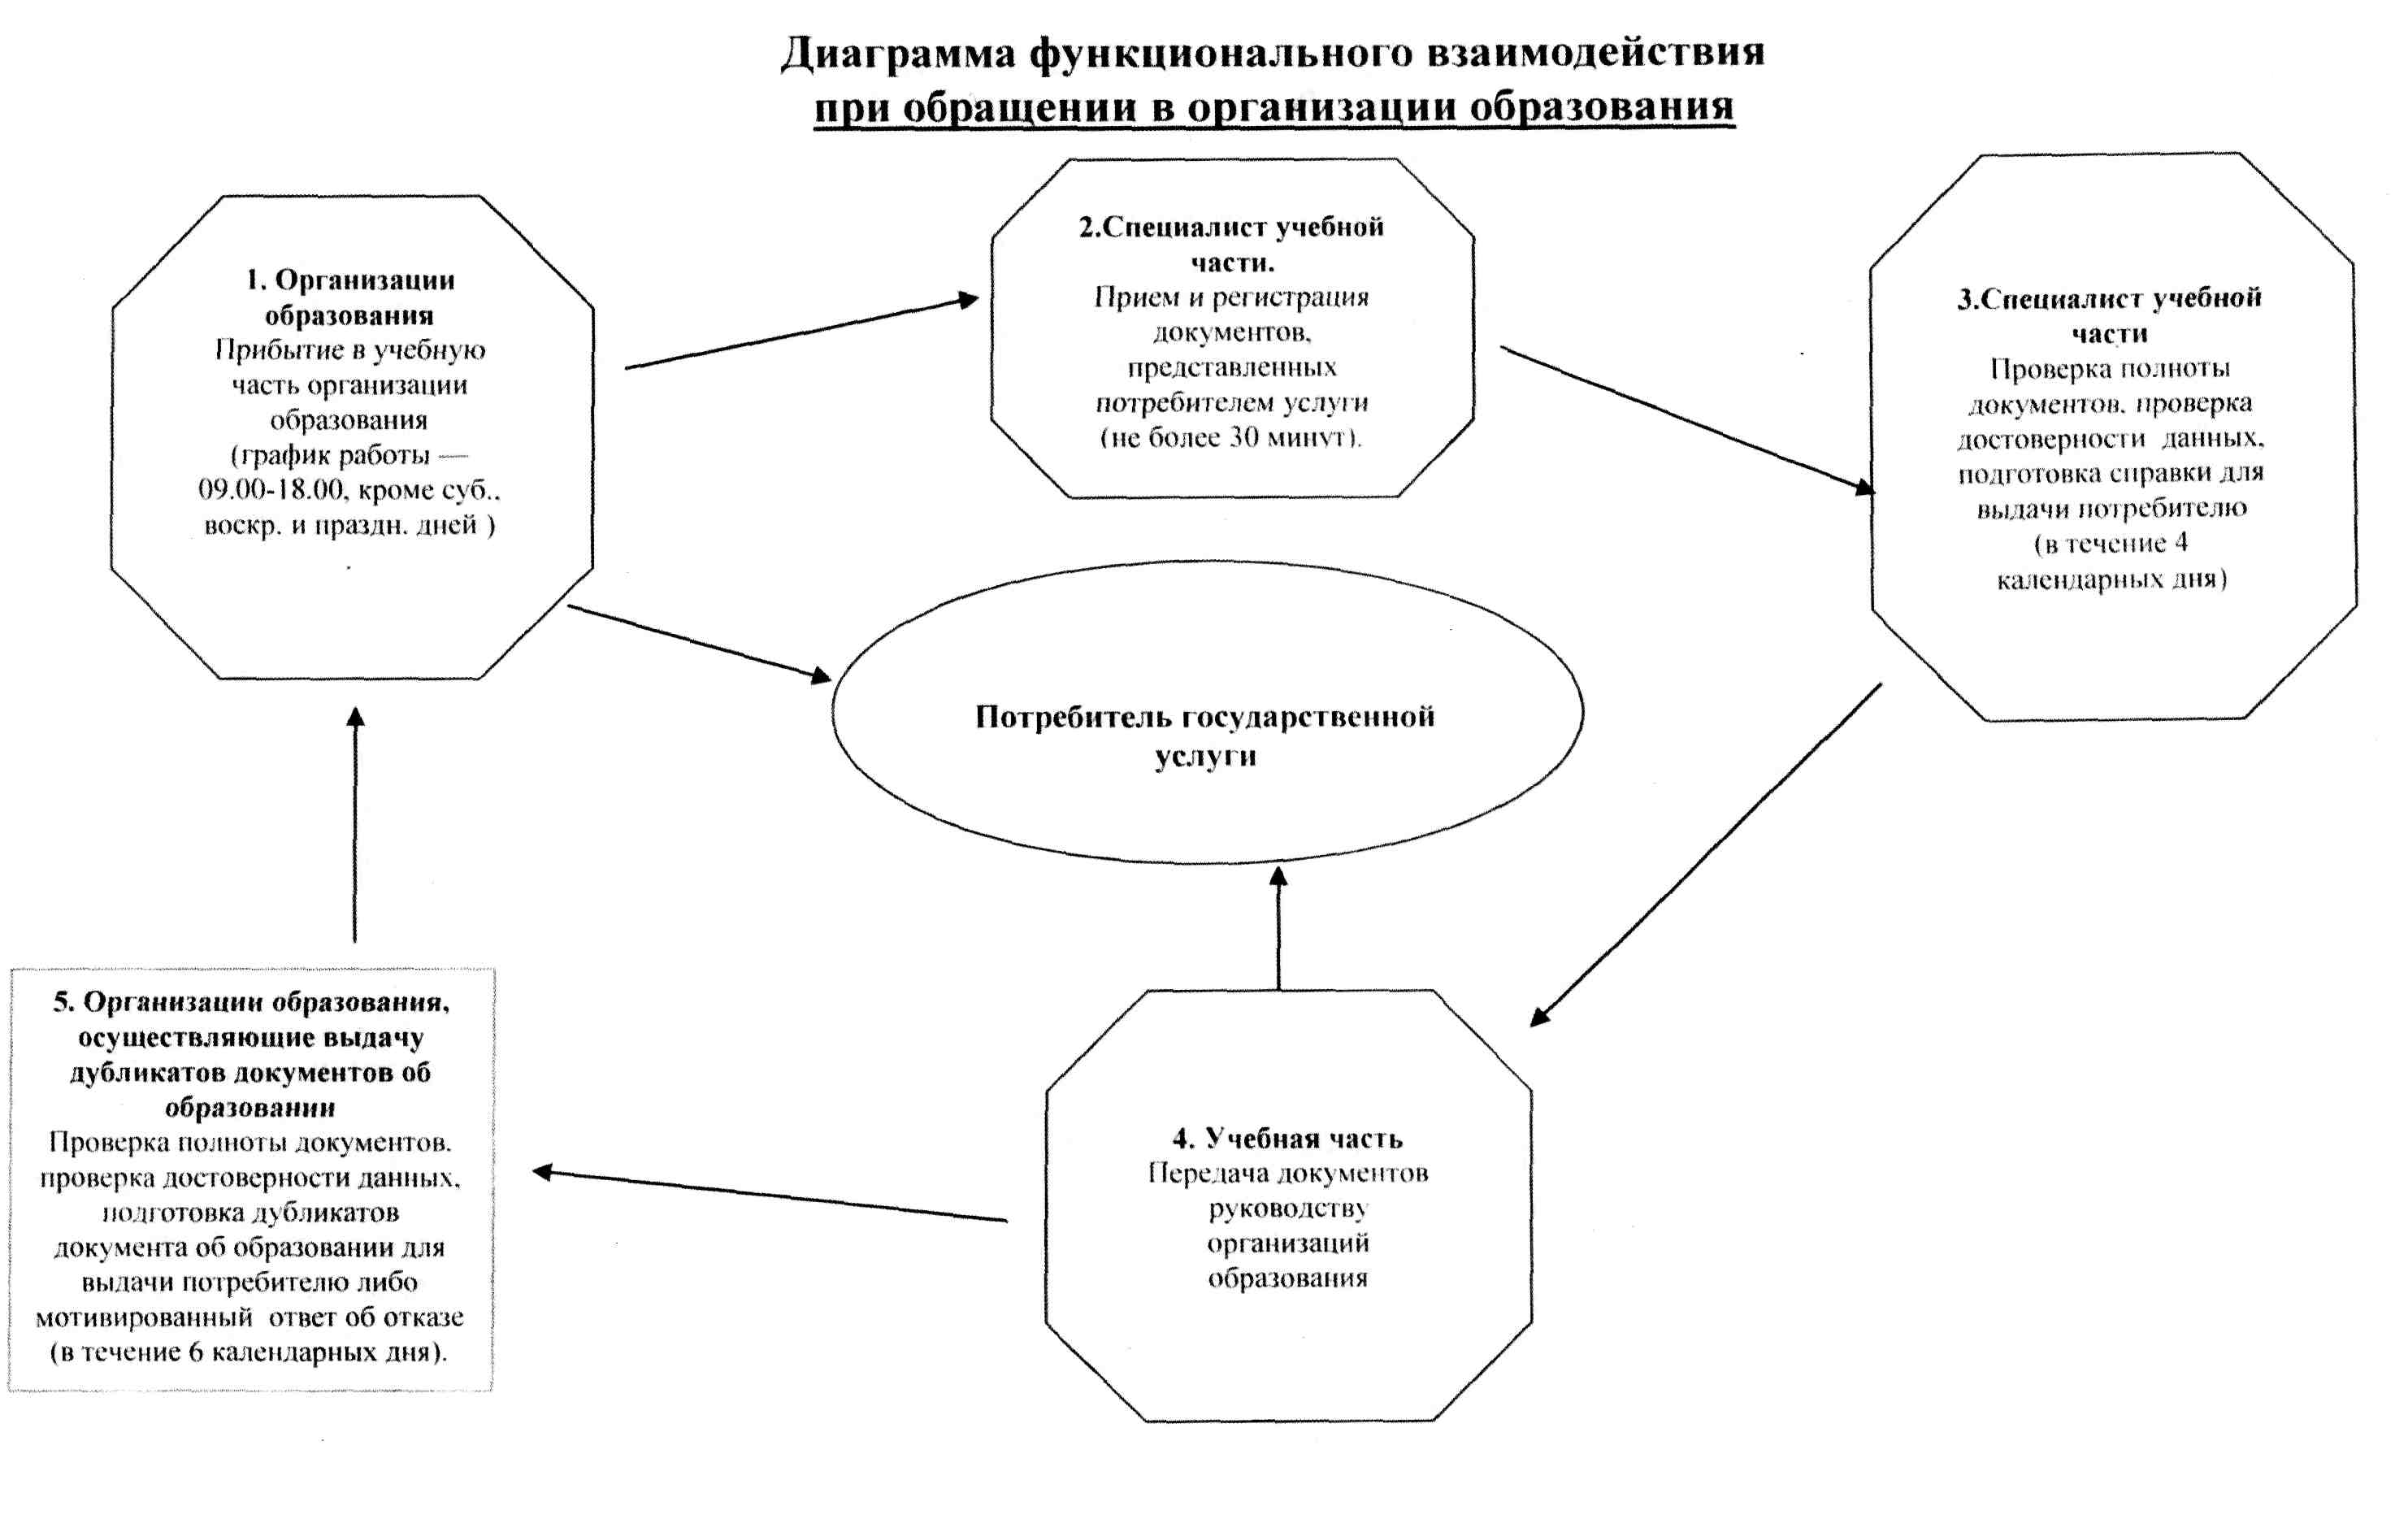 Диаграмма функционального взаимодействия
при обращении в организации образования
1. Организации
образования
Прибытие в учебную
часть организации
образования
(график работы —
09.00-18.00, кроме суб..
воскр. и праздн. дней )
2.Специалист учебной
части.
Прием и регистрация
документов,
представленных
потребителем услуги
(не более 30 минут).
3.Специалист учебной
части
Проверка полноты
документов. проверка
достоверности данных,
подготовка справки для
выдачи потребителю
(в течение 4
календарных дня)
Потребитель государственной
услуги
4. Учебная часть
Передача документов
руководству
организаций
образования
5. Организации образования,
осуществляющие выдачу
дубликатов документов об
образовании
Проверка полноты документов.
проверка достоверности данных,
подготовка дубликатов
документа об образовании для
выдачи потребителю либо
мотивированный ответ об отказе
(в течение 6 календарных дня).